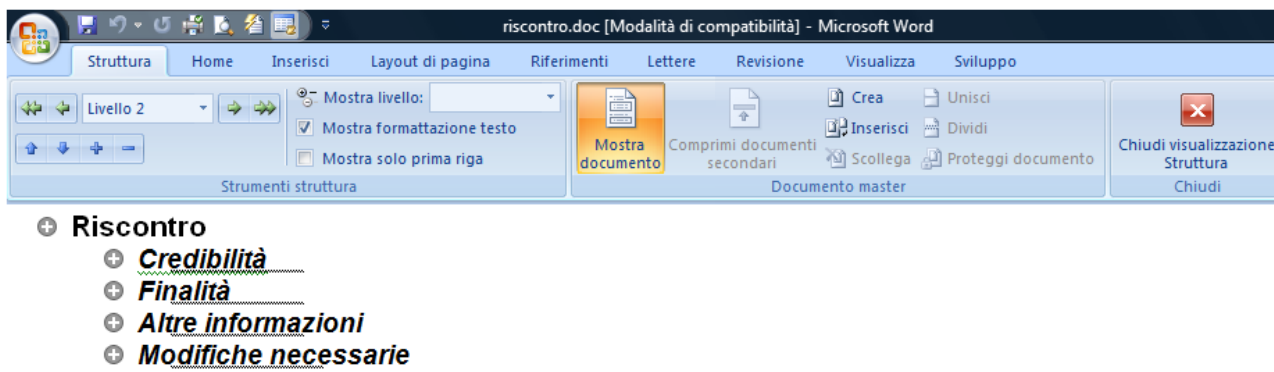 riscontro.doc [Modalità di compatibilità] - Microsoft Word
Struttura Home Inserisci Layout di pagina Riferimenti Lettere Revisione Visualizza Sviluppo
Livello 2
Mostra livello:
Mostra formattazione testo
Mostra solo prima riga
Strumenti struttura
Mostra documento
Comprimi documenti secondari
Crea
Inserisci
Scollega
Unisci
Dividi
Proteggi documento
Documento master
Chiudi visualizzazione
Struttura
Chiudi
Riscontro
Credibilità
Finalità
Altre informazioni
Modifiche necessarie